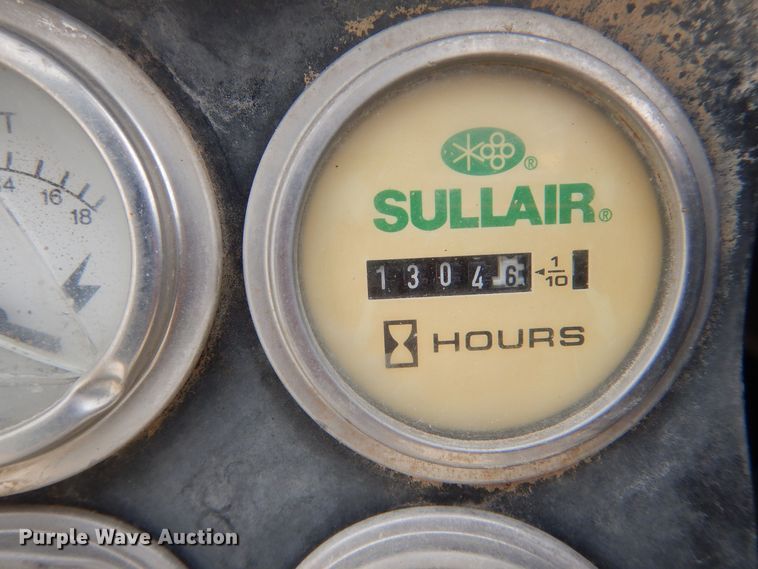 T
14
16
18
®
SULLAIR®
13046 ◄ 1/10
HOURS
Purple Wave Auction